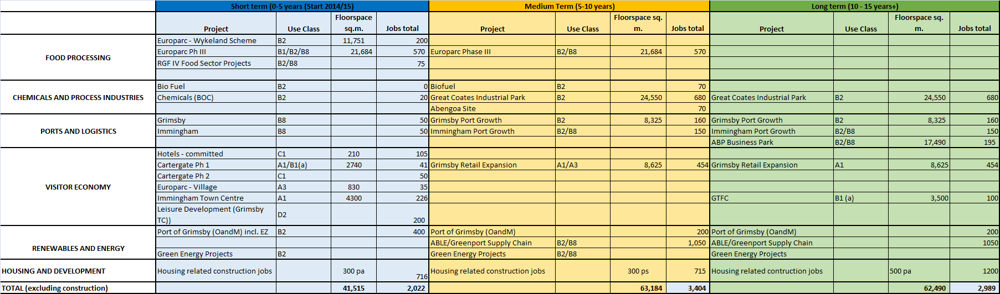 Short term (0-5 years (Start 2014/15) Medium Term (5-10 years) Long term (10 - 15 years+)
Project Use Class Floorspace sq.m. Jobs total Project Use Class Floorspace sq. m. Jobs total Project Use Class Floorspace sq. m. Jobs total
FOOD PROCESSING
Europarc - Wykeland Scheme B2 11,751 200
Europarc Ph III B1/B2/B8 21,684 570 Europarc Phase III B2/B8 21,684 570
RGF IV Food Sector Projects B2/B8 75
CHEMICALS AND PROCESS INDUSTRIES
Bio Fuel B2 0 Biofuel B2 70
Chemicals (BOC) B2 20 Great Coates Industrial Park B2 24,550 680 Great Coates Industrial Park B2 24,550 680
Abengoa Site 70
PORTS AND LOGISTICS
Grimsby B8 50 Grimsby Port Growth B2 8,325 160 Grimsby Port Growth B2 8,325 160
Immingham B8 50 Immingham Port Growth B2/B8 150 Immingham Port Growth B2/B8 150
ABP Business Park B2/B8 17,490 195
VISITOR ECONOMY
Hotels - committed C1 210 105
Cartergate Ph 1 A1/B1(a) 2740 41 Grimsby Retail Expansion A1/A3 8,625 454 Grimsby Retail Expansion A1 8,625 454
Cartergate Ph 2 C1 50
Europarc - Village A3 830 35
Immingham Town Centre A1 4300 226 GTFC B1 (a) 3,500 100
Leisure Development (Grimsby
TC)) D2 200
RENEWABLES AND ENERGY
Port of Grimsby (OandM) incl. EZ B2 400 Port of Grimsby (OandM) 200 Port of Grimsby (OandM) 200
ABLE/Greenport Supply Chain B2/B8 1,050 ABLE/Greenport Supply Chain 1050
Green Energy Projects B2 Green Energy Projects B2/B8 Green Energy Projects
HOUSING AND DEVELOPMENT Housing related construction jobs 300 pa 716 Housing related construction jobs 300 ps 715 Housing related contruction jobs 500 pa 1200
TOTAL (excluding construction) 41,515 2,022 63,184 3,404 62,490 2,989